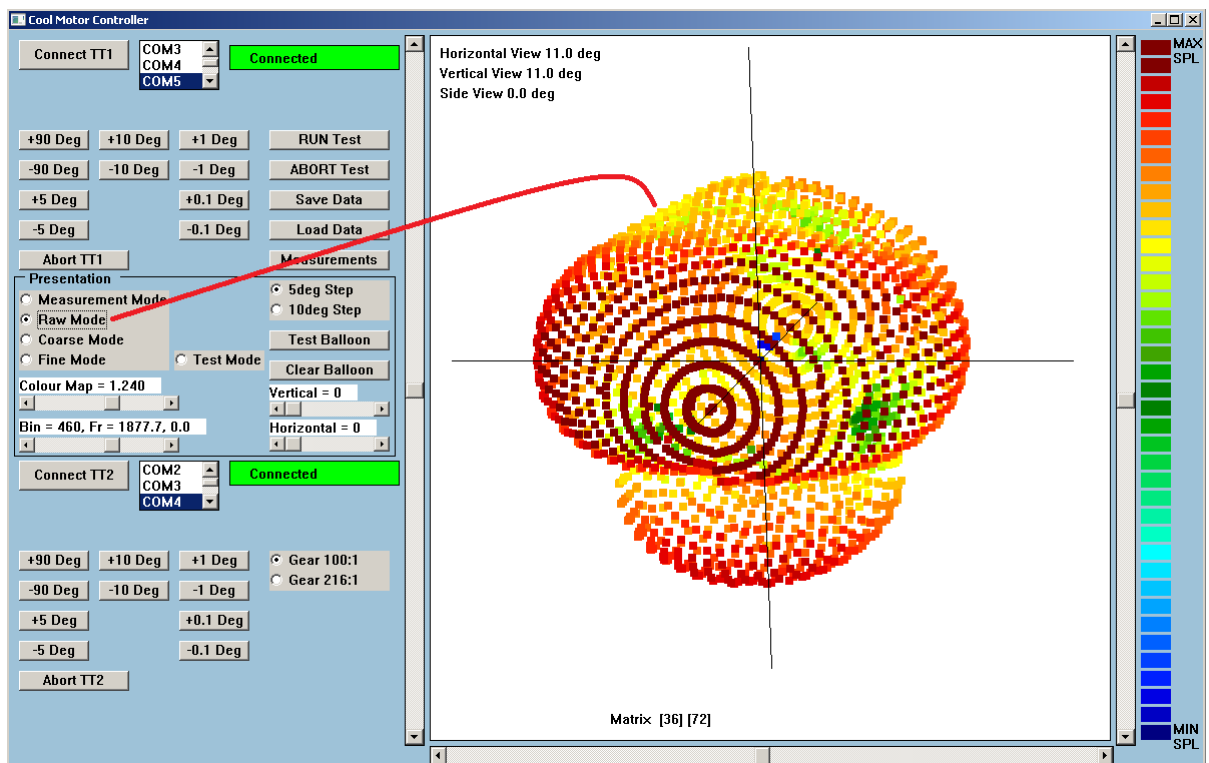 Cool Motor Controller
Connect TT1
COM3
COM4
COM5
Connected
+90 Deg
+10 Deg
+1 Deg
RUN Test
-90 Deg
-10 Deg
-1 Deg
ABORT Test
+5 Deg
+0.1 Deg
Save Data
-5 Deg
-0.1 Deg
Load Data
Abort TT1
Measurements
Presentation
Measurement Mode
Raw Mode
Coarse Mode
Fine Mode
Test Mode
5deg Step
10deg Step
Test Balloon
Clear Balloon
Colour Map = 1.240
Vertical = 0
Bin = 460, Fr = 1877.7, 0.0
Horizontal = 0
Connect TT2
COM2
COM3
COM4
Connected
+90 Deg
+10 Deg
+1 Deg
Gear 100:1
Gear 216:1
-90 Deg
-10 Deg
-1 Deg
+5 Deg
+0.1 Deg
-5 Deg
-0.1 Deg
Abort TT2
Horizontal View 11.0 deg
Vertical View 11.0 deg
Side View 0.0 deg
Matrix [36] [72]
MAX
SPL
MIN
SPL